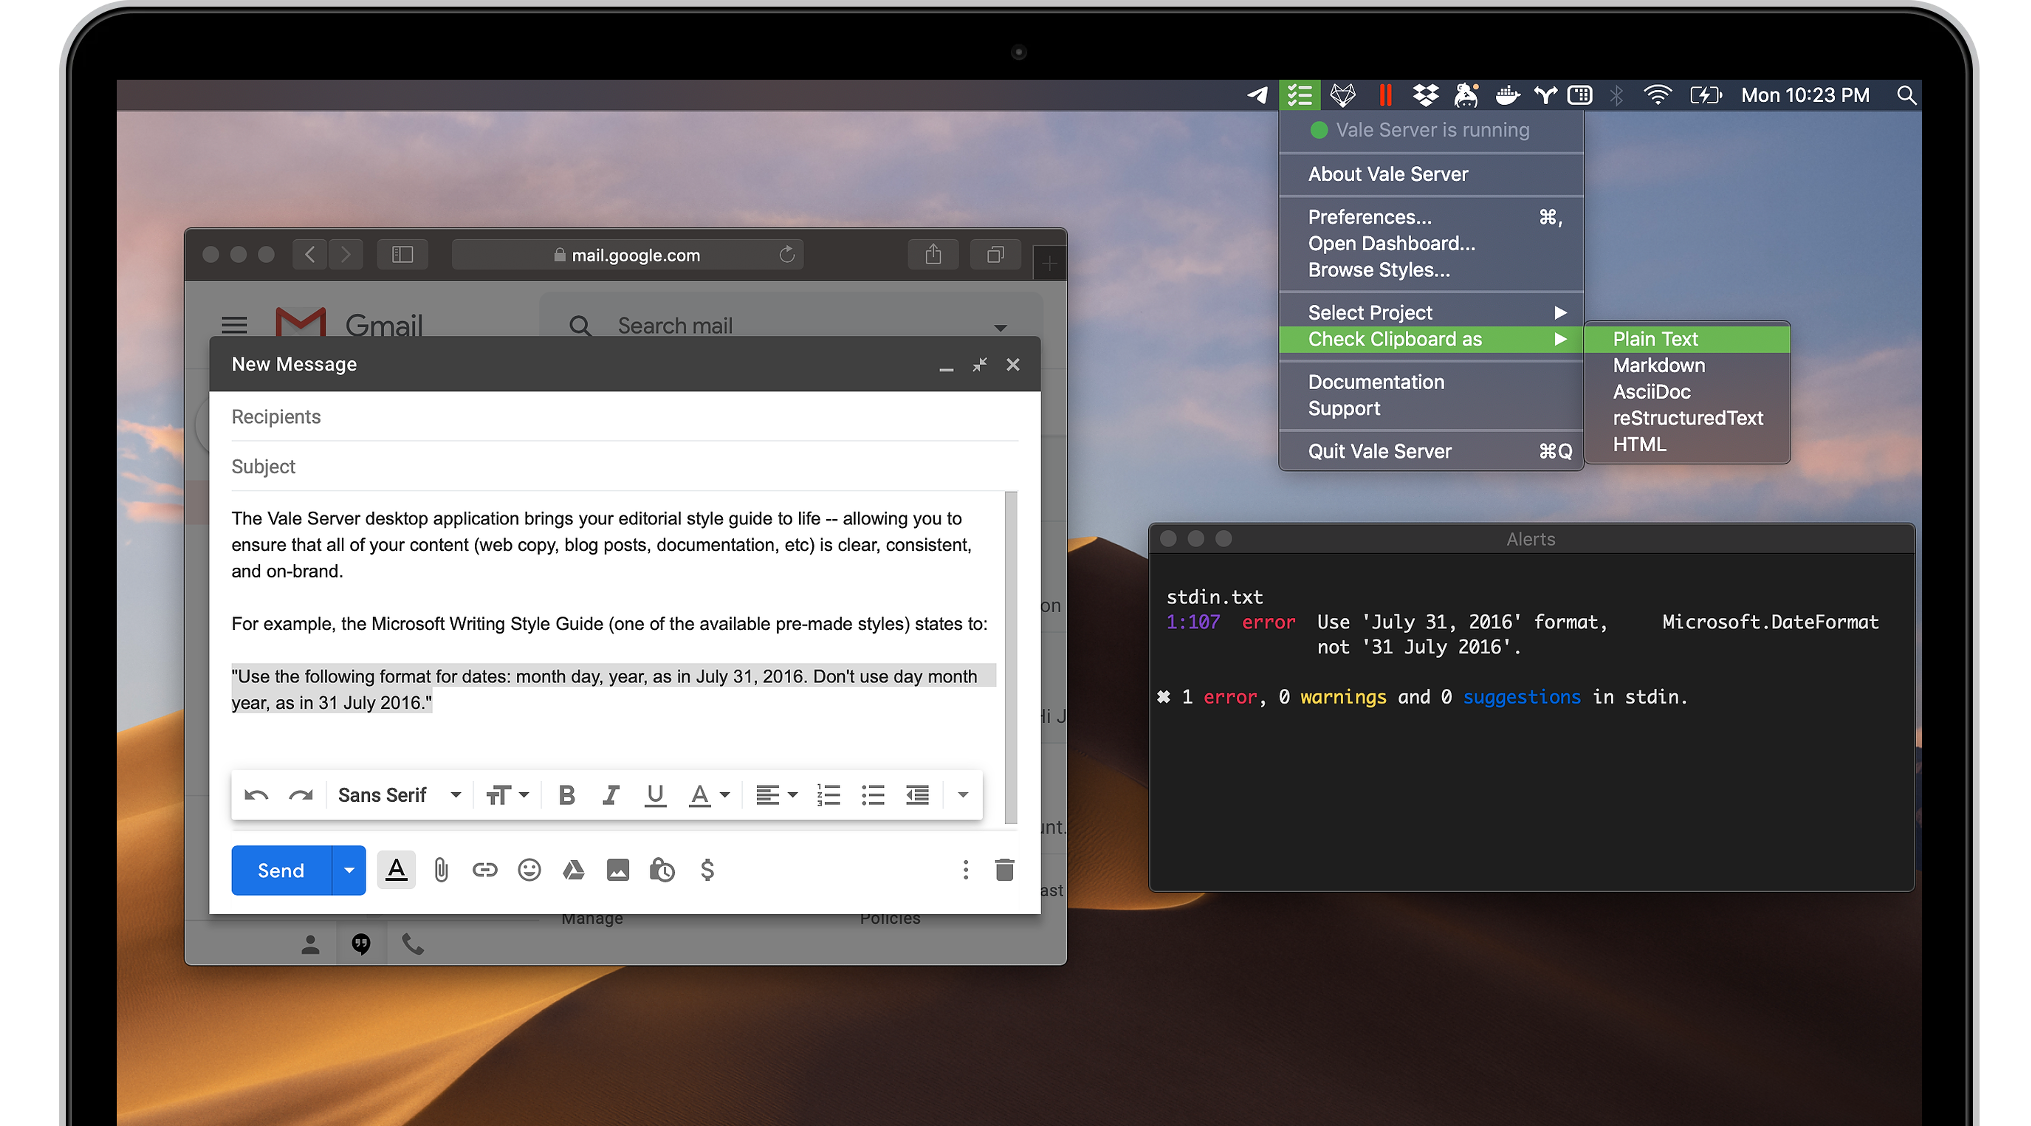 Mon 10:23 PM
Vale Server is running
About Vale Server
Preferences... ⌘,
Open Dashboard...
Browse Styles...
Select Project ▶
Check Clipboard as ▶
Documentation
Support
Quit Vale Server ⌘Q
Plain Text
Markdown
AsciiDoc
reStructuredText
HTML
mail.google.com
Gmail
Search mail
New Message
Recipients
Subject
The Vale Server desktop application brings your editorial style guide to life -- allowing you to
ensure that all of your content (web copy, blog posts, documentation, etc) is clear, consistent,
and on-brand.
For example, the Microsoft Writing Style Guide (one of the available pre-made styles) states to:
"Use the following format for dates: month day, year, as in July 31, 2016. Don't use day month
year, as in 31 July 2016."
Sans Serif
Send
Manage
Policies
Alerts
stdin.txt
1:107 error Use 'July 31, 2016' format, Microsoft.DateFormat
not '31 July 2016'.
✖ 1 error, 0 warnings and 0 suggestions in stdin.